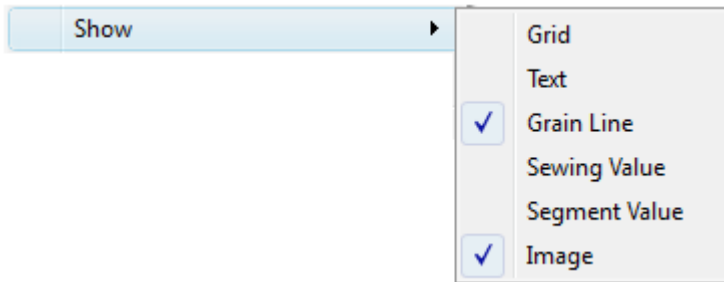 Show
Grid
Text
Grain Line
Sewing Value
Segment Value
Image